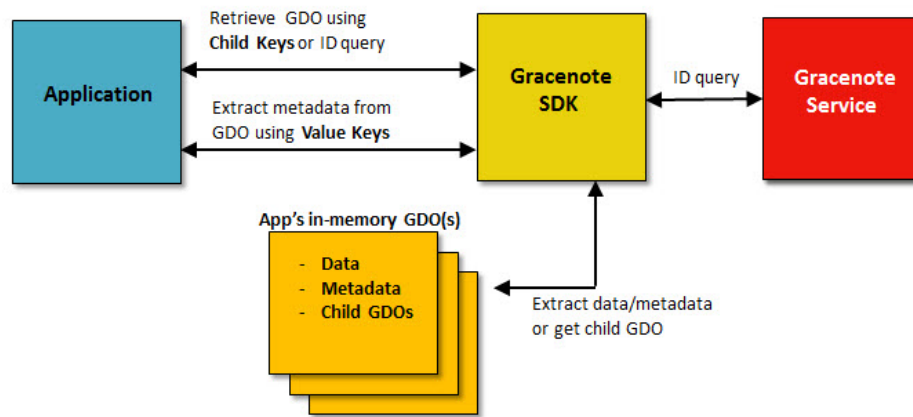 Retrieve GDO using
Child Keys or ID query
Application
Extract metadata from
GDO using Value Keys
Gracenote
SDK
ID query
Gracenote
Service
App's in-memory GDO(s)
- Data
- Metadata
- Child GDOs
Extract data/metadata
or get child GDO